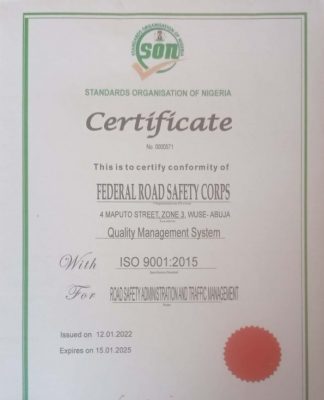 STANDARDS ORGANISATION OF NIGERIA
SON
STANDARDS ORGANISATION OF NIGERIA
Certificate
No 0000571
This is to certify conformity of
FEDERAL ROAD SAFETY CORPS
4 MAPUTO STREET, ZONE 3, WUSE- ABUJA
Quality Management System
With ISO 9001:2015
For ROAD SAFETY ADMINISTRATION AND TRAFFIC MANAGEMENT
Issued on 12.01.2022
Expires on 15.01.2025